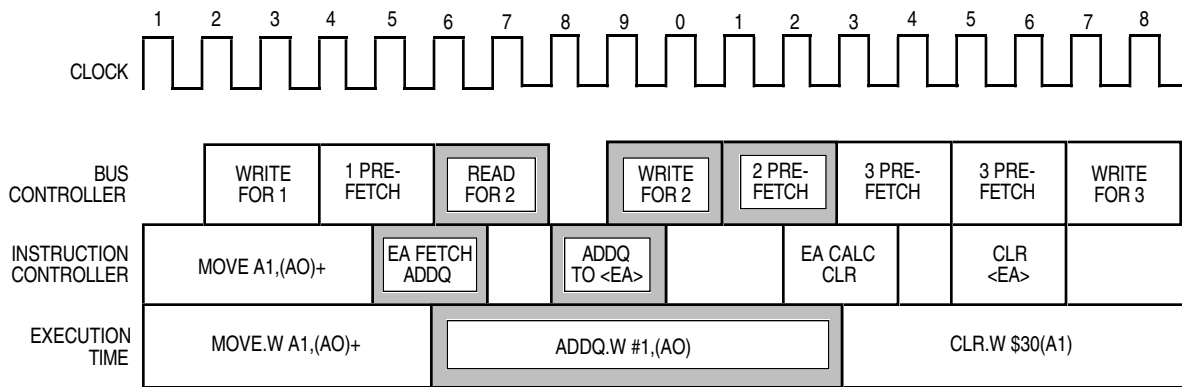 1 2 3 4 5 6 7 8 9 0 1 2 3 4 5 6 7 8
CLOCK
BUS
CONTROLLER
WRITE
FOR 1
1 PRE-
FETCH
READ
FOR 2
WRITE
FOR 2
2 PRE-
FETCH
3 PRE-
FETCH
3 PRE-
FETCH
WRITE
FOR 3
INSTRUCTION
CONTROLLER
MOVE A1,(AO)+
EA FETCH
ADDQ
ADDQ
TO <EA>
EA CALC
CLR
CLR
<EA>
EXECUTION
TIME
MOVE.W A1,(AO)+
ADDQ.W #1,(AO)
CLR.W $30(A1)